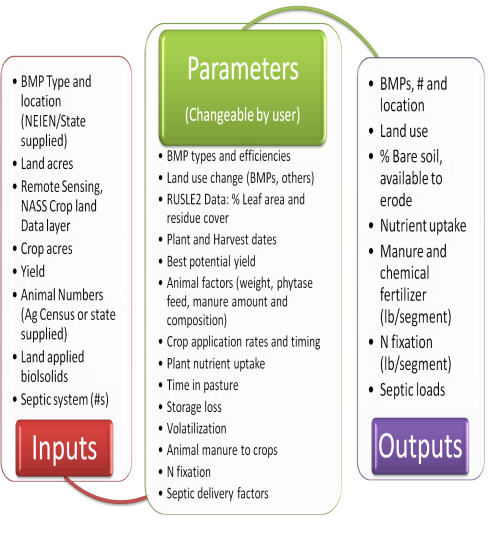 • BMP Type and
location
(NEIEN/State
supplied)
• Land acres
• Remote Sensing,
NASS Crop land
Data layer
• Crop acres
• Yield
• Animal Numbers
(Ag Census or state
supplied)
• Land applied
biolsolids
• Septic system (#s)
Inputs
Parameters
(Changeable by user)
• BMP types and efficiencies
• Land use change (BMPs, others)
• RUSLE2 Data: % Leaf area and
residue cover
• Plant and Harvest dates
• Best potential yield
• Animal factors (weight, phytase
feed, manure amount and
composition)
• Crop application rates and timing
• Plant nutrient uptake
• Time in pasture
• Storage loss
• Volatilization
• Animal manure to crops
• N fixation
• Septic delivery factors
• BMPs, # and
location
• Land use
• % Bare soil,
available to
erode
• Nutrient uptake
• Manure and
chemical
fertilizer
(lb/segment)
• N fixation
(lb/segment)
• Septic loads
Outputs